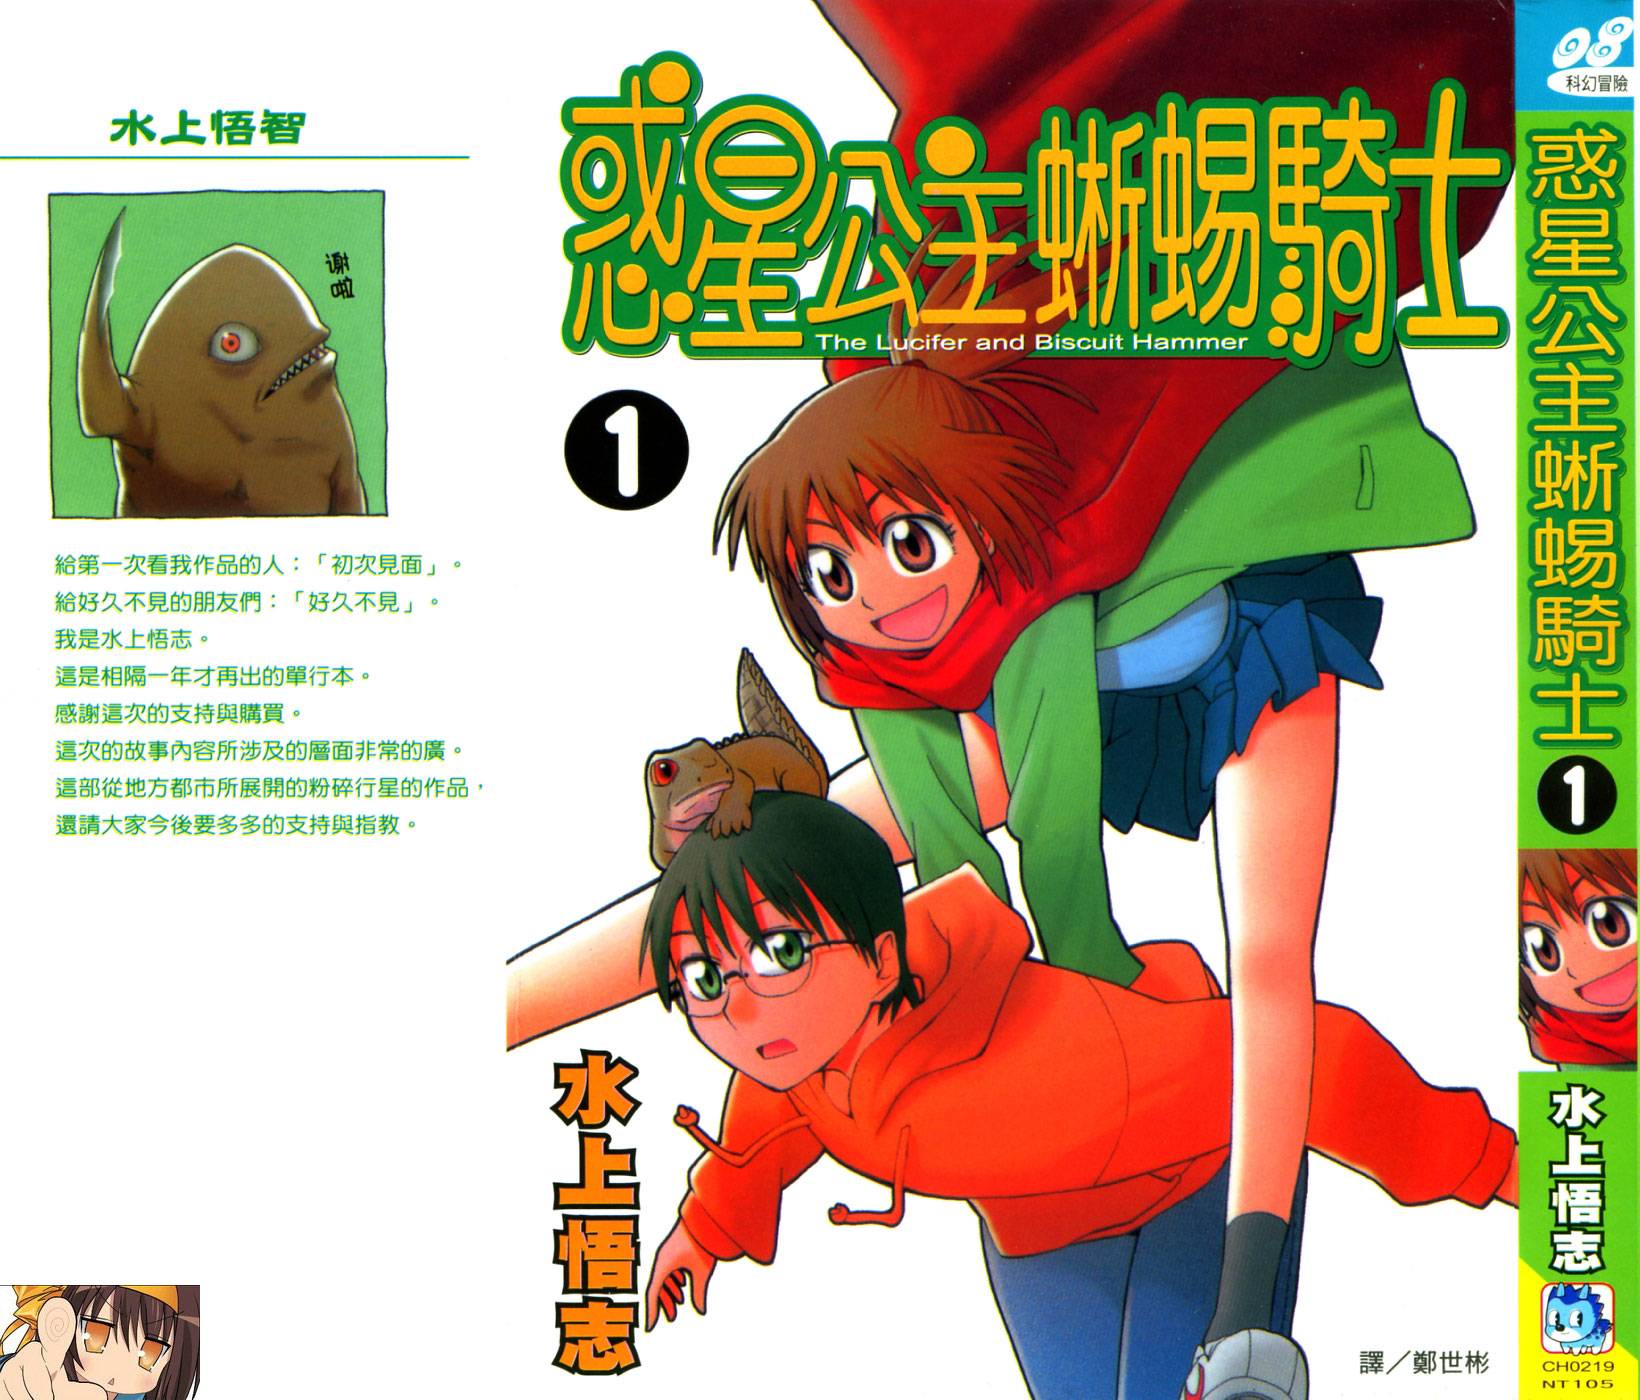 水上悟智
給第一次看我作品的人：「初次見面」。
給好久不見的朋友們：「好久不見」。
我是水上悟志。
這是相隔一年才再出的單行本。
感謝這次的支持與購買。
這次的故事內容所涉及的層面非常的廣。
這部從地方都市所展開的粉碎行星的作品，
還請大家今後要多多的支持與指教。
惑星公主蜥蜴騎士
The Lucifer and Biscuit Hammer
1
水上悟志
譯／鄭世彬
科幻冒險
惑星公主蜥蜴騎士
1
水上悟志
CH0219
NT105